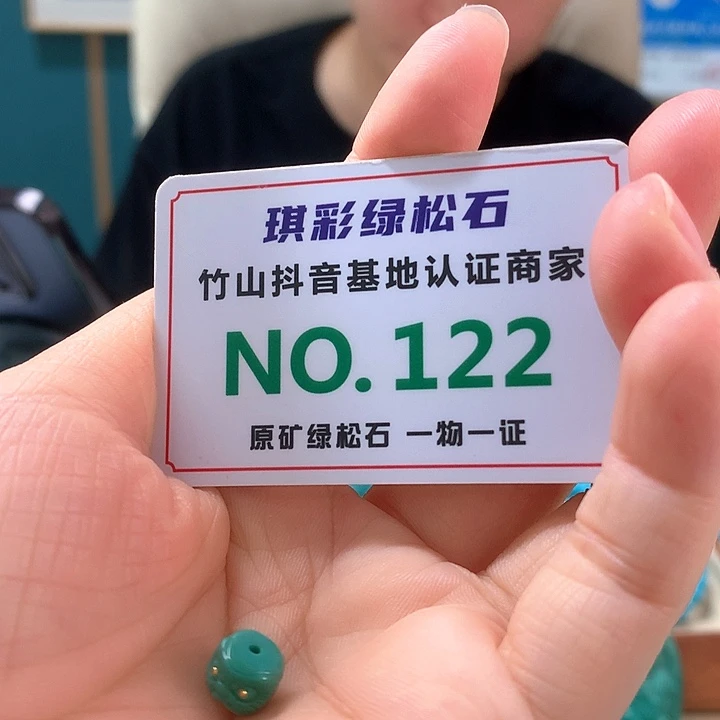 琪彩绿松石
竹山抖音基地认证商家
NO.122
原矿绿松石 一物一证